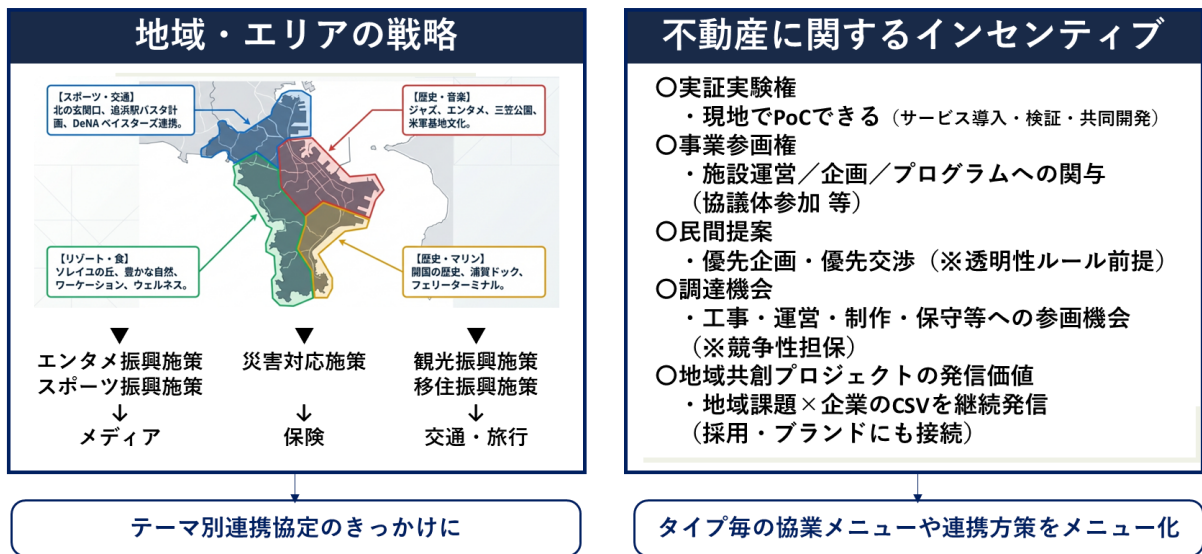 地域・エリアの戦略
【スポーツ・交通】
北の玄関口、追浜駅バスタ計
画、DeNA ベイスターズ連携。
【歴史・音楽】
ジャズ、エンタメ、三笠公園、
米軍基地文化。
【リゾート・食】
ソレイユの丘、豊かな自然、
ワーケーション、ウェルネス。
【歴史・マリン】
開国の歴史、浦賀ドック、
フェリーターミナル。
▼
エンタメ振興施策
スポーツ振興施策
↓
メディア
▼
災害対応施策
↓
保険
▼
観光振興施策
移住振興施策
↓
交通・旅行
テーマ別連携協定のきっかけに
不動産に関するインセンティブ
〇実証実験権
・現地でPoCできる（サービス導入・検証・共同開発）
〇事業参画権
・施設運営／企画／プログラムへの関与
（協議体参加 等）
〇民間提案
・優先企画・優先交渉（※透明性ルール前提）
〇調達機会
・工事・運営・制作・保守等への参画機会
（※競争性担保）
〇地域共創プロジェクトの発信価値
・地域課題×企業のCSVを継続発信
（採用・ブランドにも接続）
タイプ毎の協業メニューや連携方策をメニュー化